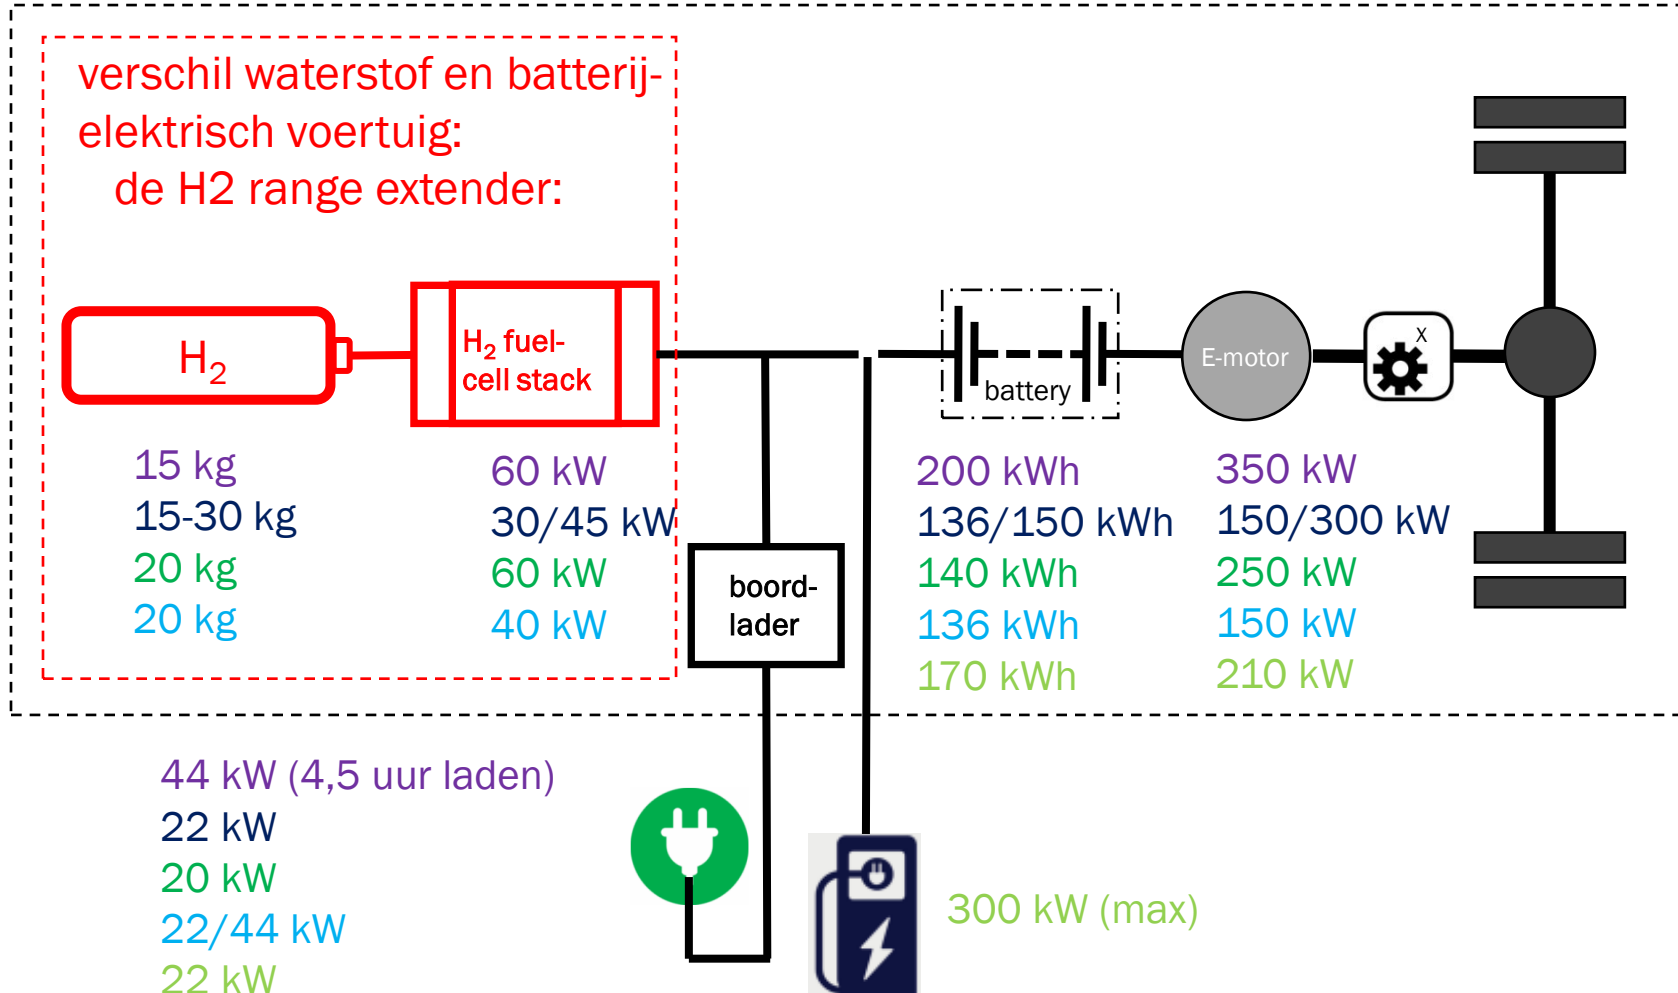 verschil waterstof en batterij-
elektrisch voertuig:
de H2 range extender:
H₂
H₂ fuel-
cell stack
battery
E-motor
X
15 kg
15-30 kg
20 kg
20 kg
60 kW
30/45 kW
60 kW
40 kW
boord-
lader
200 kWh
136/150 kWh
140 kWh
136 kWh
170 kWh
350 kW
150/300 kW
250 kW
150 kW
210 kW
44 kW (4,5 uur laden)
22 kW
20 kW
22/44 kW
22 kW
300 kW (max)